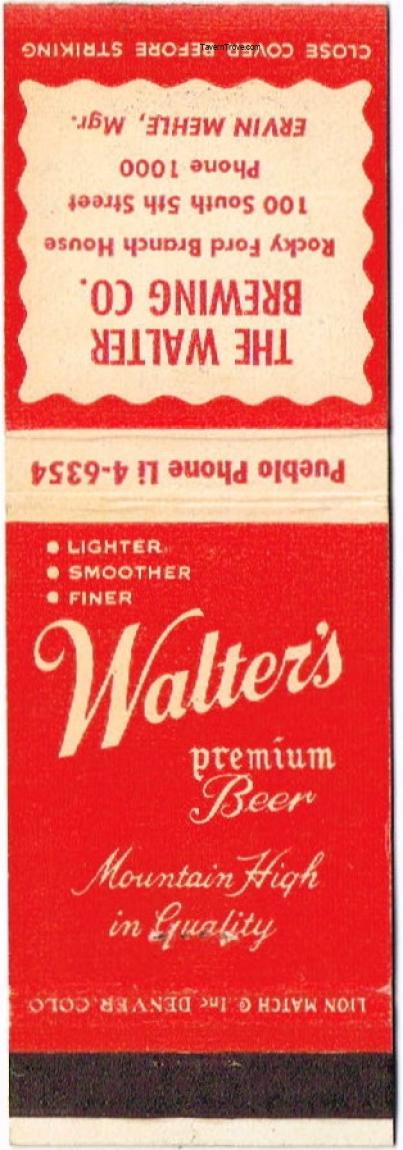 TavernTrove.com
CLOSE COVER BEFORE STRIKING
THE WALTER
BREWING CO.
Rocky Ford Branch House
100 South 5th Street
Phone 1000
ERVIN MEHLE, Mgr.
Pueblo Phone Li 4-6354
• LIGHTER
• SMOOTHER
• FINER
Walter's
premium
Beer
Mountain High
in Quality
LION MATCH © Inc DENVER, COLO